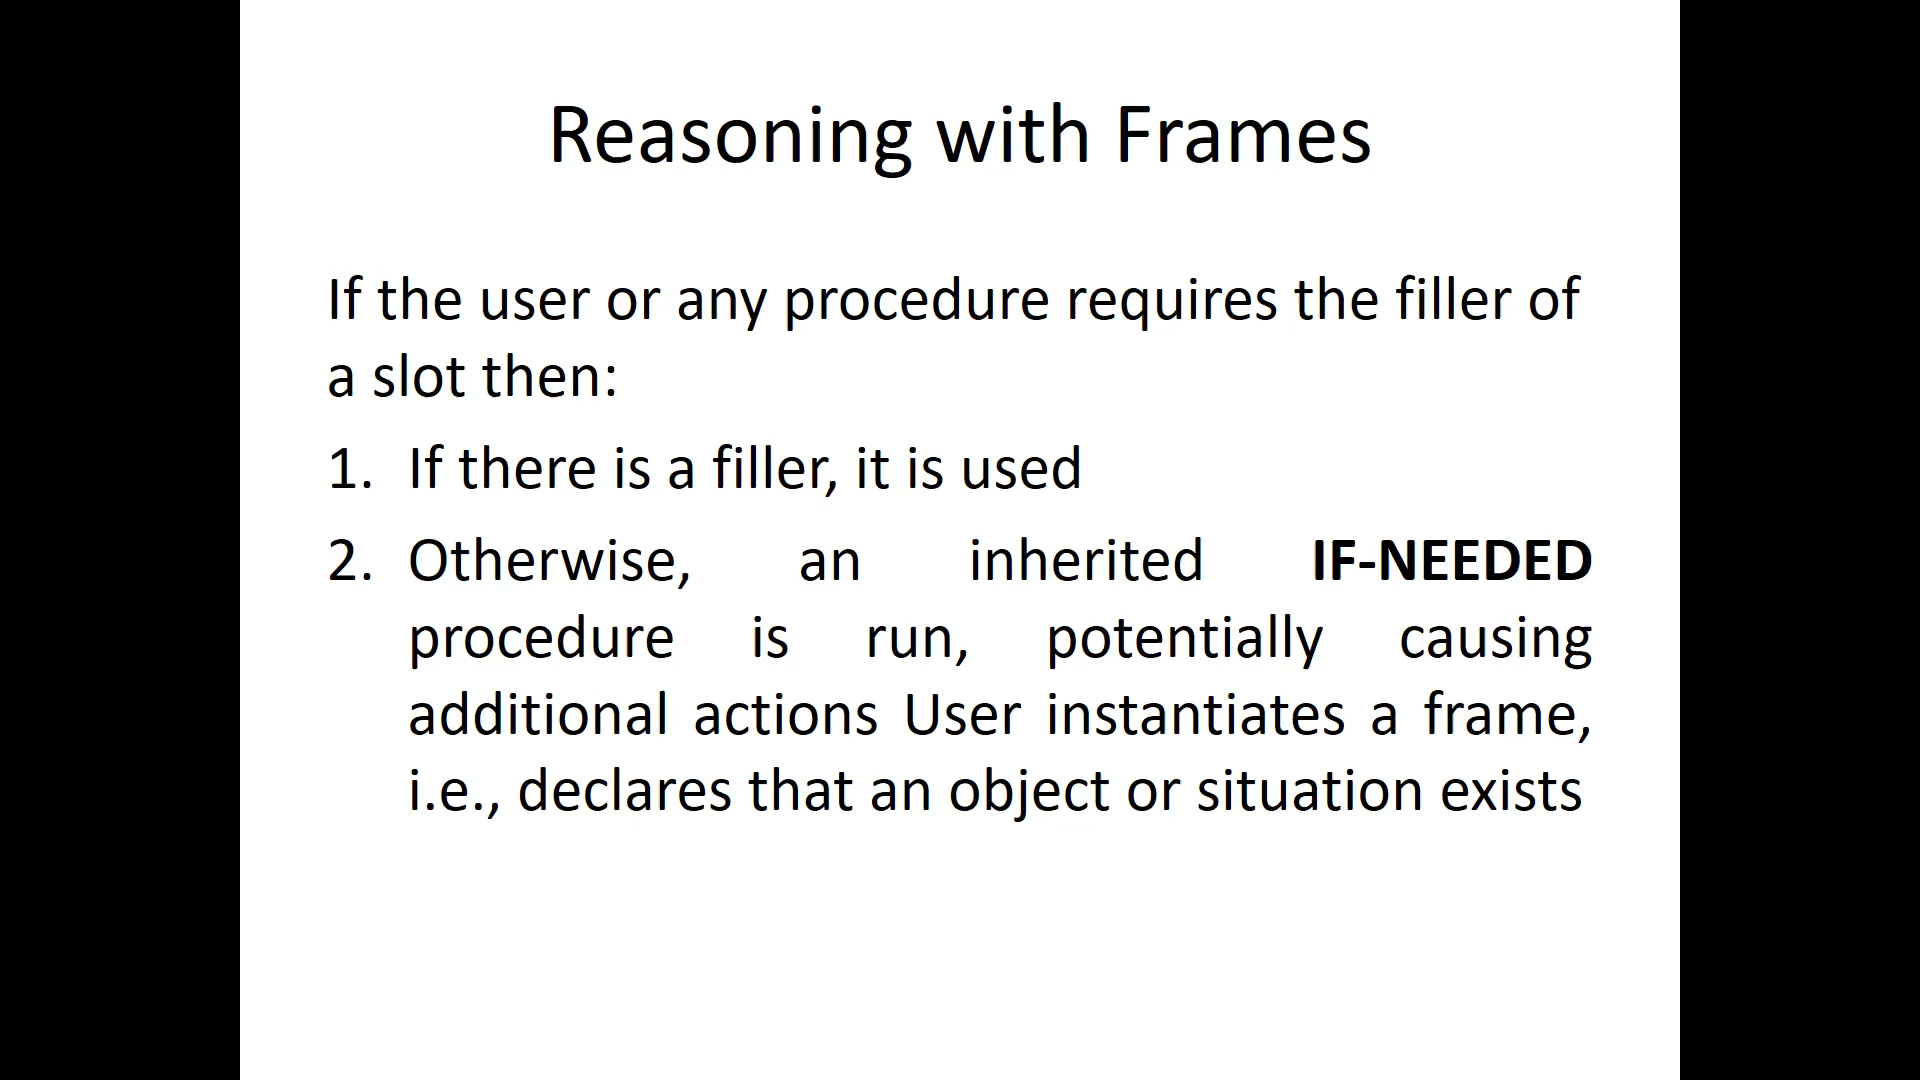 Reasoning with Frames
If the user or any procedure requires the filler of
a slot then:
1. If there is a filler, it is used
2. Otherwise, an inherited IF-NEEDED
procedure is run, potentially causing
additional actions User instantiates a frame,
i.e., declares that an object or situation exists